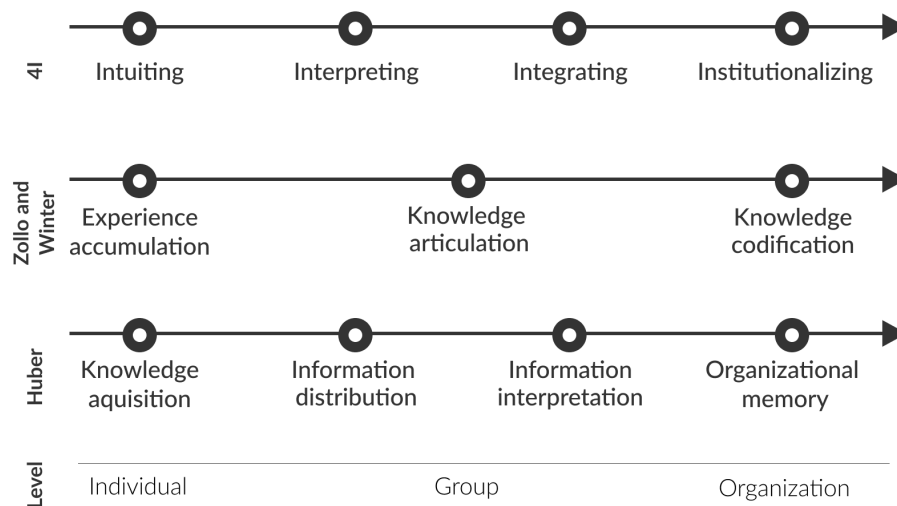 4I
Intuiting
Interpreting
Integrating
Institutionalizing
Zollo and
Winter
Experience
accumulation
Knowledge
articulation
Knowledge
codification
Huber
Knowledge
aquisition
Information
distribution
Information
interpretation
Organizational
memory
Level
Individual
Group
Organization